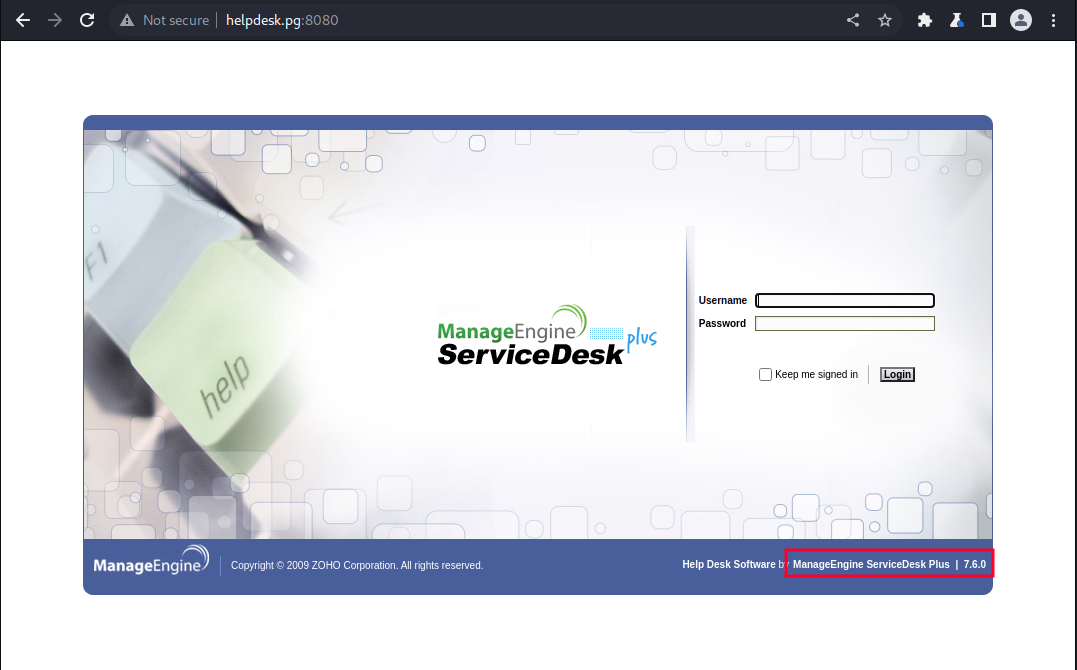 Not secure | helpdesk.pg:8080
F1
help
ManageEngine
ServiceDesk plus
Username
Password
Keep me signed in
Login
ManageEngine
Copyright © 2009 ZOHO Corporation. All rights reserved.
Help Desk Software by ManageEngine ServiceDesk Plus | 7.6.0